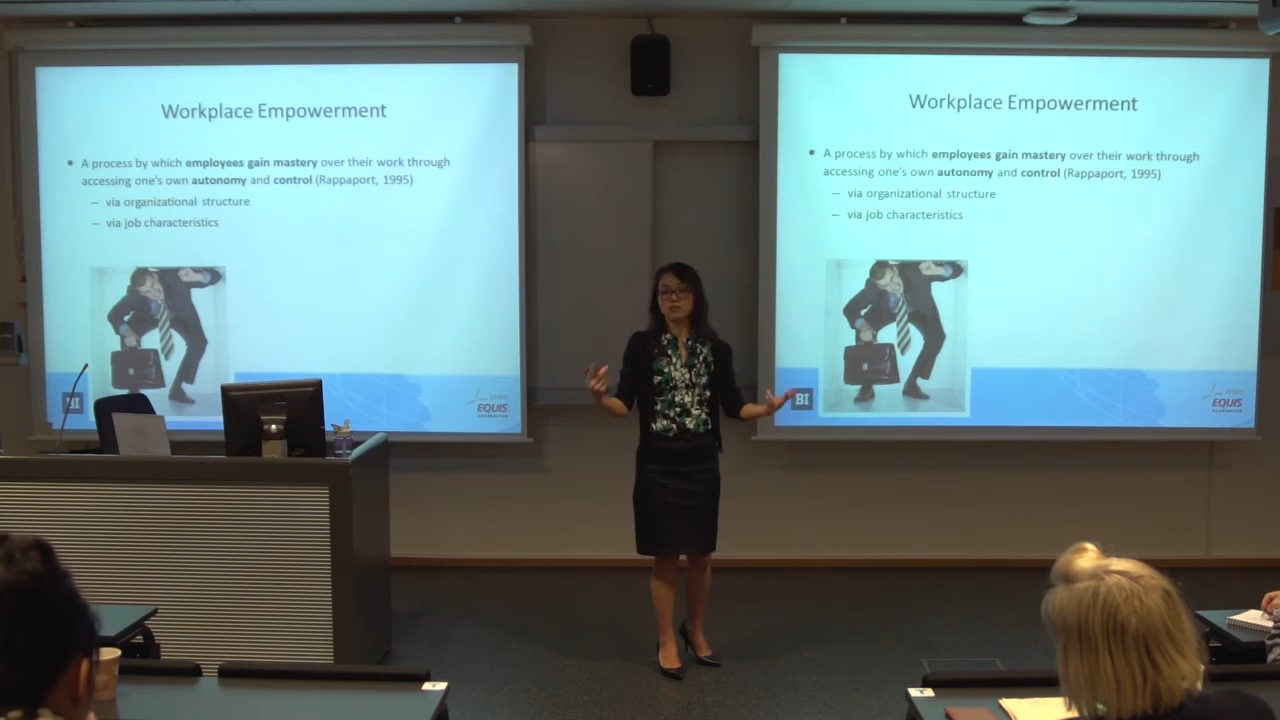 Workplace Empowerment
• A process by which employees gain mastery over their work through
accessing one's own autonomy and control (Rappaport, 1995)
– via organizational structure
– via job characteristics
BI
EQUIS
ACCREDITED
Workplace Empowerment
• A process by which employees gain mastery over their work through
accessing one's own autonomy and control (Rappaport, 1995)
– via organizational structure
– via job characteristics
BI
EQUIS
ACCREDITED